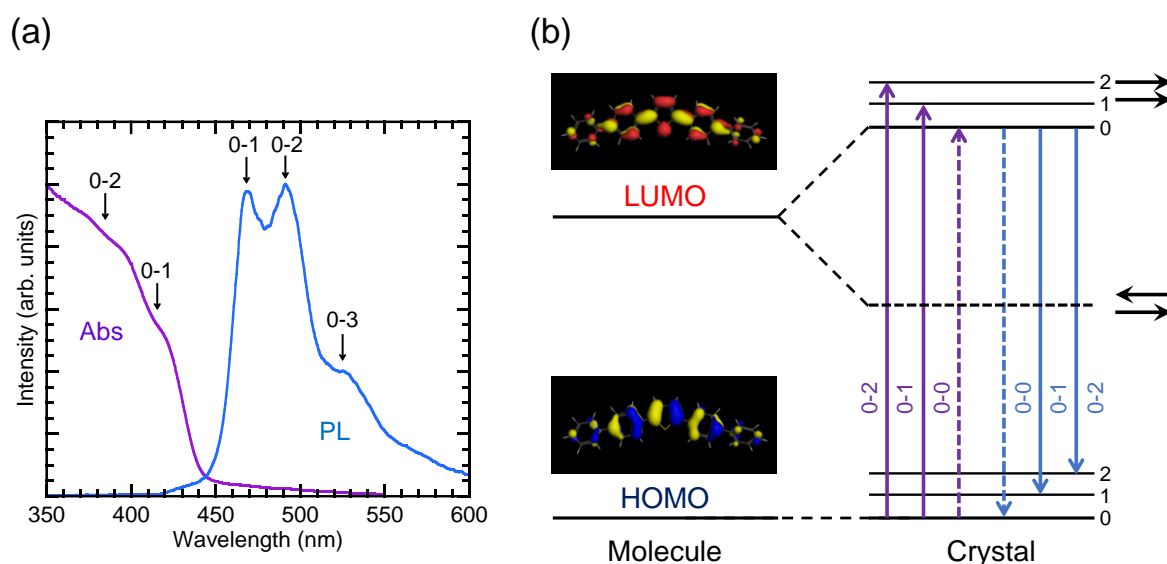 (a)
Intensity (arb. units)
0-2
0-1
Abs
0-1
0-2
0-3
PL
350
400
450
500
550
600
Wavelength (nm)
(b)
LUMO
HOMO
Molecule
2
1
0
0-2
0-1
0-0
0-0
0-1
0-2
2
1
0
Crystal